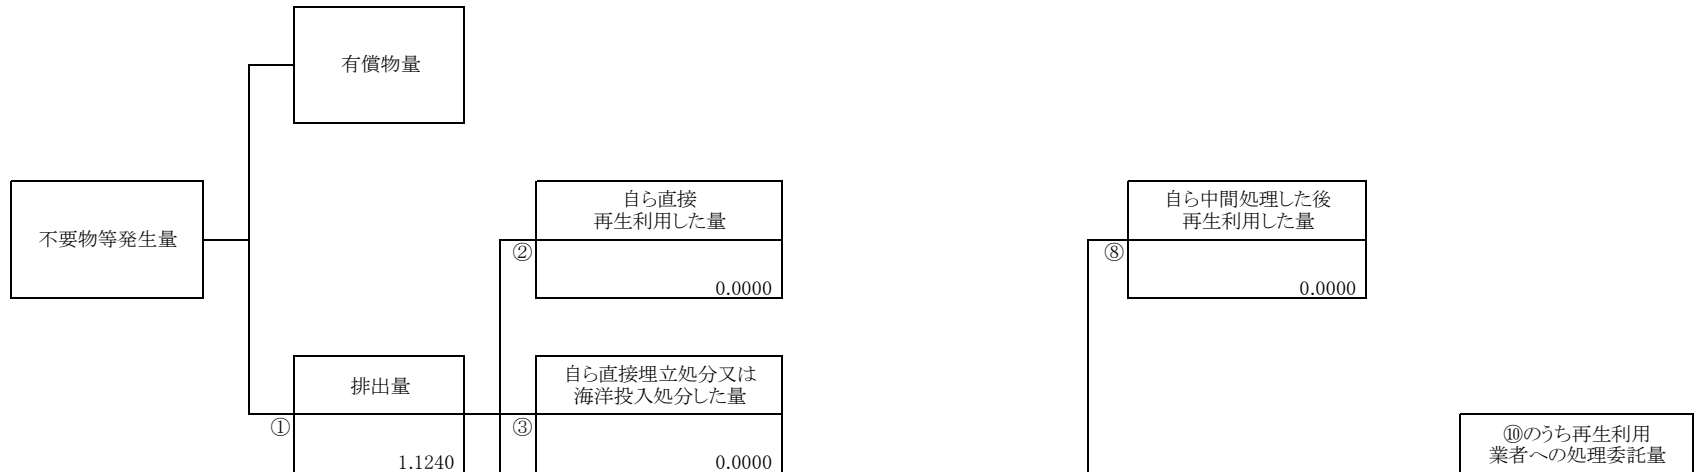 有償物量
不要物等発生量
自ら直接
再生利用した量
②
0.0000
自ら中間処理した後
再生利用した量
⑧
0.0000
排出量
①
1.1240
自ら直接埋立処分又は
海洋投入処分した量
③
0.0000
⑩のうち再生利用
業者への処理委託量